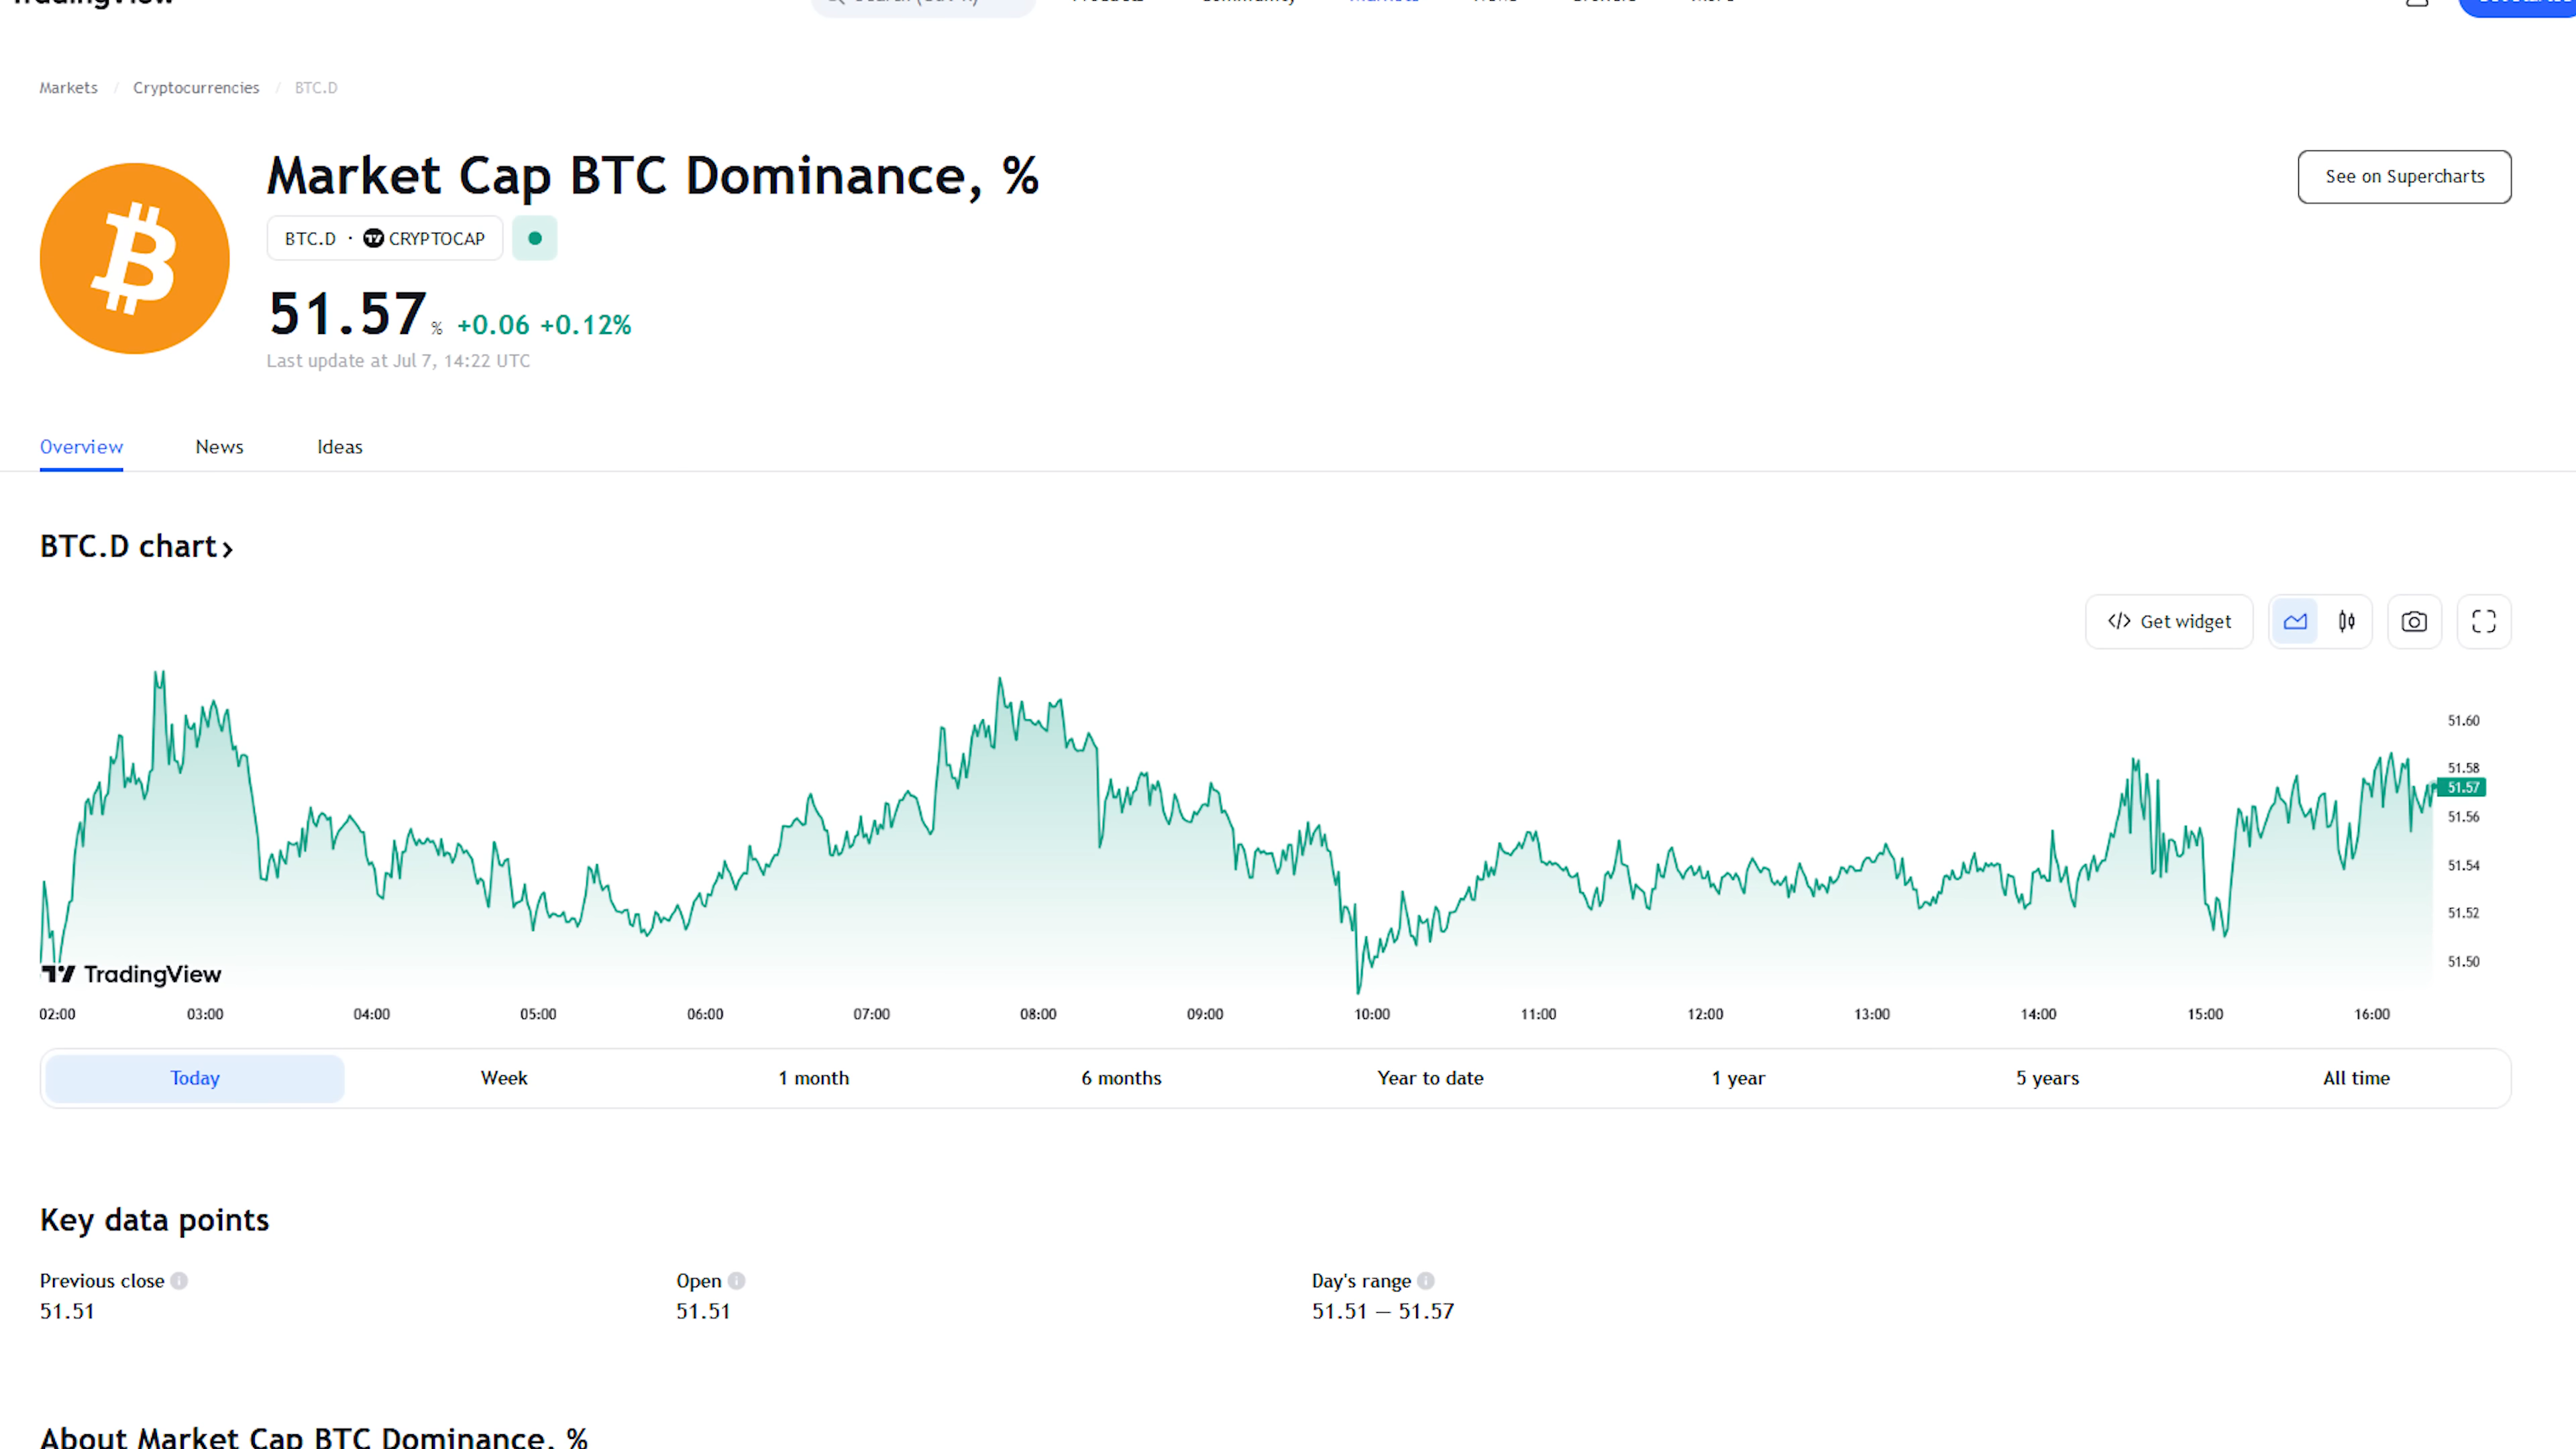 TradingView
Markets / Cryptocurrencies / BTC.D
Market Cap BTC Dominance, %
BTC.D · CRYPTOCAP
51.57 % +0.06 +0.12%
Last update at Jul 7, 14:22 UTC
See on Supercharts
Overview News Ideas
BTC.D chart
Get widget
51.60
51.58
51.57
51.56
51.54
51.52
51.50
TradingView
02:00 03:00 04:00 05:00 06:00 07:00 08:00 09:00 10:00 11:00 12:00 13:00 14:00 15:00 16:00
Today Week 1 month 6 months Year to date 1 year 5 years All time
Key data points
Previous close Open Day's range
51.51 51.51 51.51 — 51.57
About Market Cap BTC Dominance, %